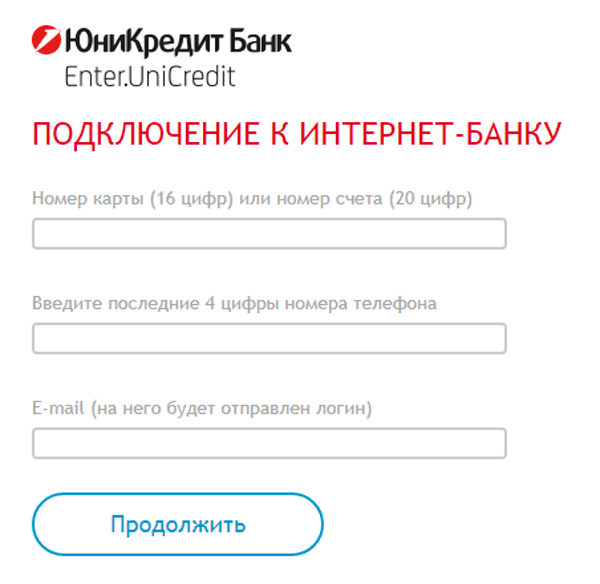 ЮниКредит Банк
Enter.UniCredit
ПОДКЛЮЧЕНИЕ К ИНТЕРНЕТ-БАНКУ
Номер карты (16 цифр) или номер счета (20 цифр)
Введите последние 4 цифры номера телефона
E-mail (на него будет отправлен логин)
Продолжить